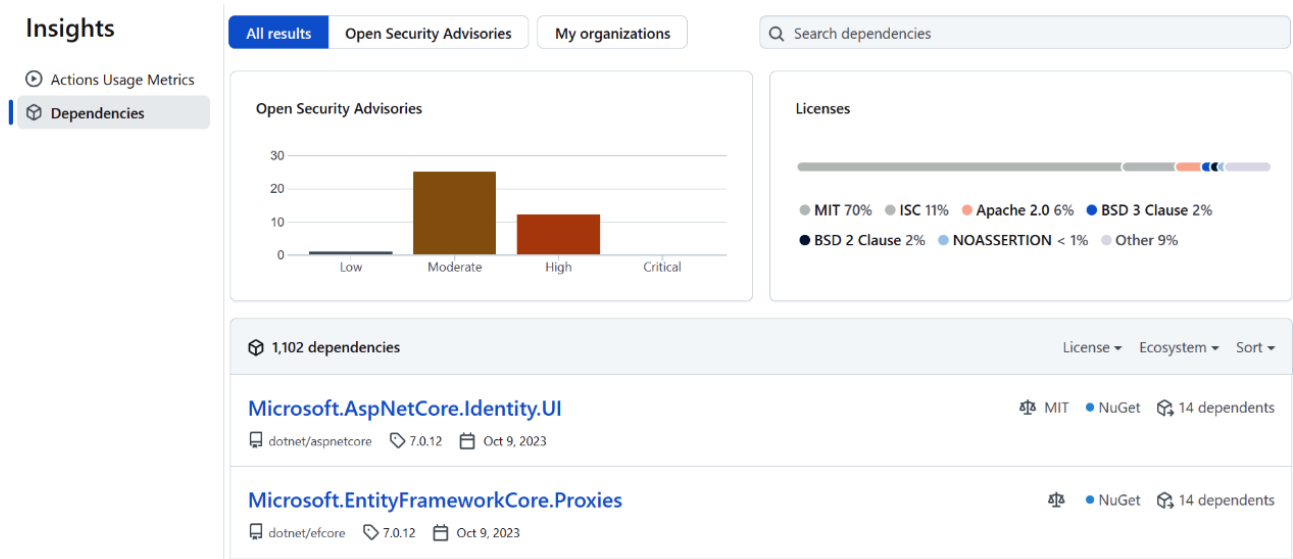 Insights
Actions Usage Metrics
Dependencies
All results Open Security Advisories My organizations Search dependencies
Open Security Advisories
30
20
10
0
Low Moderate High Critical
Licenses
MIT 70% ISC 11% Apache 2.0 6% BSD 3 Clause 2%
BSD 2 Clause 2% NOASSERTION < 1% Other 9%
1,102 dependencies License Ecosystem Sort
Microsoft.AspNetCore.Identity.UI MIT NuGet 14 dependents
dotnet/aspnetcore 7.0.12 Oct 9, 2023
Microsoft.EntityFrameworkCore.Proxies NuGet 14 dependents
dotnet/efcore 7.0.12 Oct 9, 2023